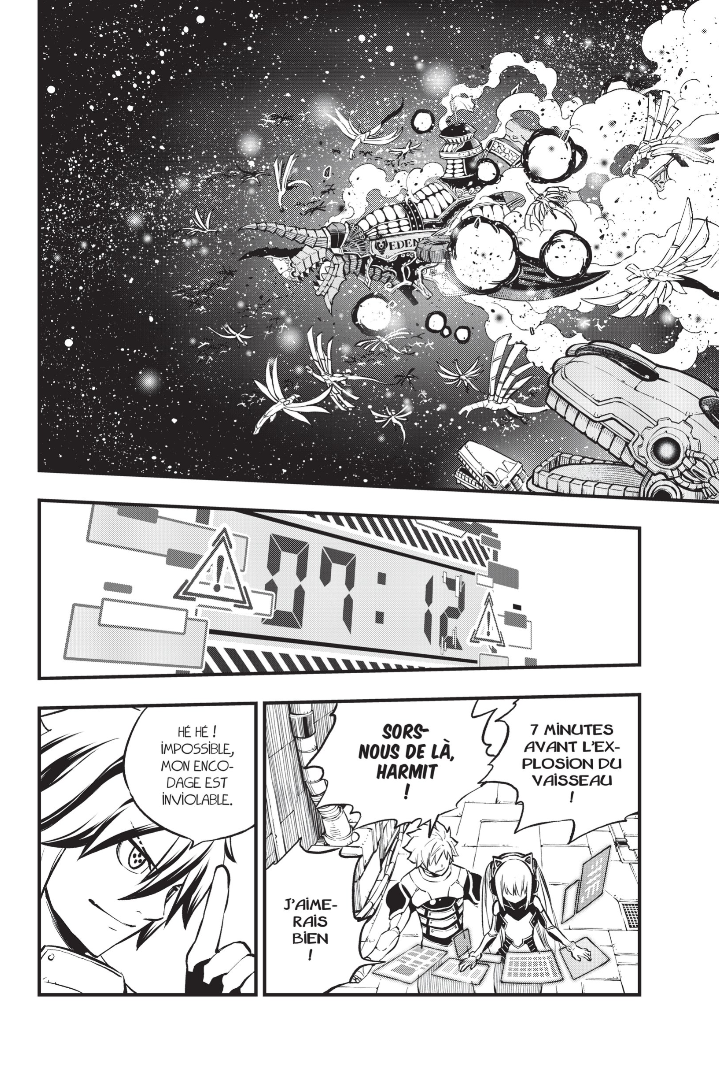 EDEN
07:12
7 MINUTES
AVANT L'EX-
PLOSION DU
VAISSEAU
!
SORS-
NOUS DE LÀ,
HARMIT
!
J'AIME-
RAIS
BIEN
!
HÉ HÉ !
IMPOSSIBLE,
MON ENCO-
DAGE EST
INVIOLABLE.